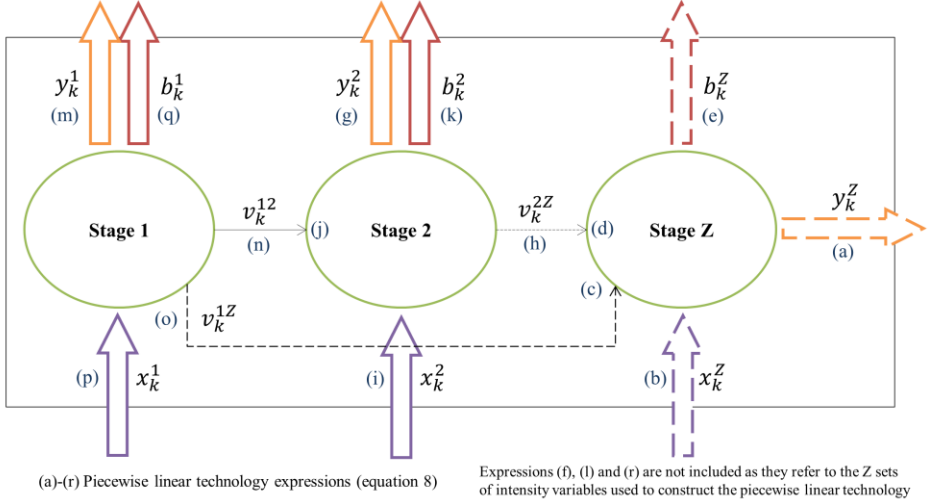 y_k^1 b_k^1 y_k^2 b_k^2 b_k^Z
(m) (q) (g) (k) (e)
y_k^Z
Stage 1 v_k^{12} (j) Stage 2 v_k^{2Z} (d) Stage Z
(n) (h) (a)
(c)
(o) v_k^{1Z}
(p) x_k^1 (i) x_k^2 (b) x_k^Z
(a)-(r) Piecewise linear technology expressions (equation 8)
Expressions (f), (l) and (r) are not included as they refer to the Z sets
of intensity variables used to construct the piecewise linear technology